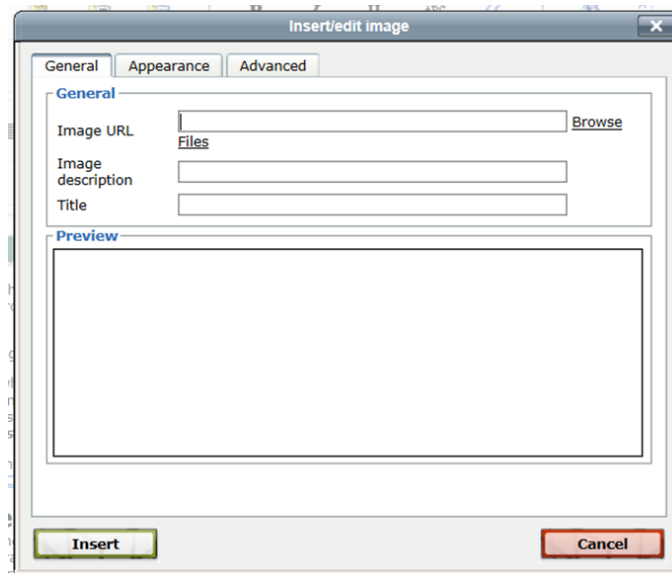 Insert/edit image
General Appearance Advanced
General
Image URL Browse
Files
Image
description
Title
Preview
Insert Cancel